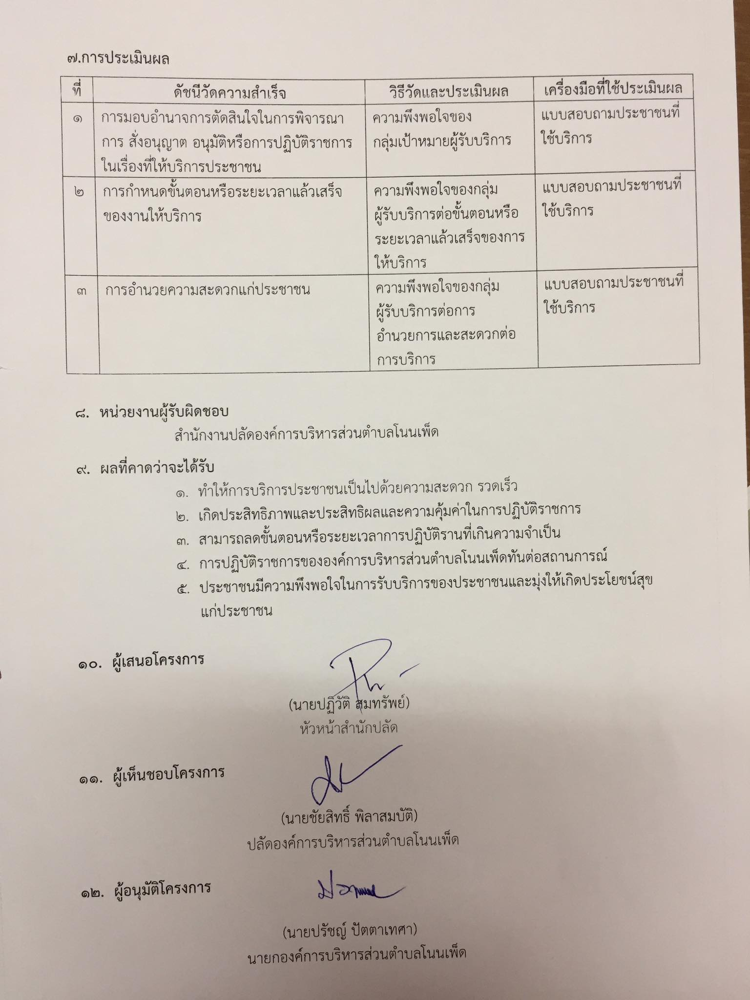 ๗.การประเมินผล
ที่ ดัชนีวัดความสำเร็จ วิธีวัดและประเมินผล เครื่องมือที่ใช้ประเมินผล
๑ การมอบอำนาจการตัดสินใจในการพิจารณา ความพึงพอใจของ แบบสอบถามประชาชนที่
การ สั่งอนุญาต อนุมัติหรือการปฏิบัติราชการ กลุ่มเป้าหมายผู้รับบริการ ใช้บริการ
ในเรื่องที่ให้บริการประชาชน
๒ การกำหนดขั้นตอนหรือระยะเวลาแล้วเสร็จ ความพึงพอใจของกลุ่ม แบบสอบถามประชาชนที่
ของงานให้บริการ ผู้รับบริการต่อขั้นตอนหรือ ใช้บริการ
ระยะเวลาแล้วเสร็จของการ
ให้บริการ
๓ การอำนวยความสะดวกแก่ประชาชน ความพึงพอใจของกลุ่ม แบบสอบถามประชาชนที่
ผู้รับบริการต่อการ ใช้บริการ
อำนวยการและสะดวกต่อ
การบริการ
๘. หน่วยงานผู้รับผิดชอบ
สำนักงานปลัดองค์การบริหารส่วนตำบลโนนเพ็ด
๙. ผลที่คาดว่าจะได้รับ
๑. ทำให้การบริการประชาชนเป็นไปด้วยความสะดวก รวดเร็ว
๒. เกิดประสิทธิภาพและประสิทธิผลและความคุ้มค่าในการปฏิบัติราชการ
๓. สามารถลดขั้นตอนหรือระยะเวลาการปฏิบัติรานที่เกินความจำเป็น
๔. การปฏิบัติราชการขององค์การบริหารส่วนตำบลโนนเพ็ดทันต่อสถานการณ์
๕. ประชาชนมีความพึงพอใจในการรับบริการของประชาชนและมุ่งให้เกิดประโยชน์สุข
แก่ประชาชน
๑๐. ผู้เสนอโครงการ
(นายปฏิวัติ สมทรัพย์)
หัวหน้าสำนักปลัด
๑๑. ผู้เห็นชอบโครงการ
(นายชัยสิทธิ์ พิลาสมบัติ)
ปลัดองค์การบริหารส่วนตำบลโนนเพ็ด
๑๒. ผู้อนุมัติโครงการ
(นายปรัชญ์ ปัตตาเทศา)
นายกองค์การบริหารส่วนตำบลโนนเพ็ด